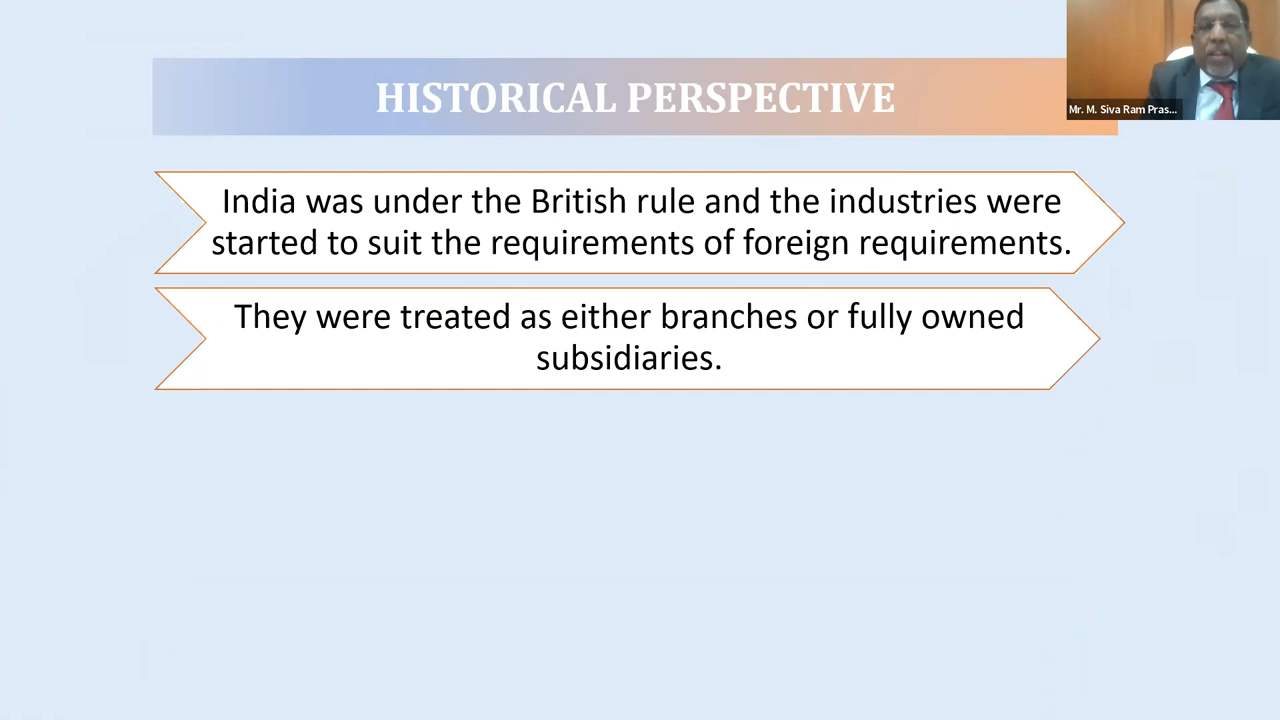 HISTORICAL PERSPECTIVE
Mr. M. Siva Ram Pras...
India was under the British rule and the industries were
started to suit the requirements of foreign requirements.
They were treated as either branches or fully owned
subsidiaries.